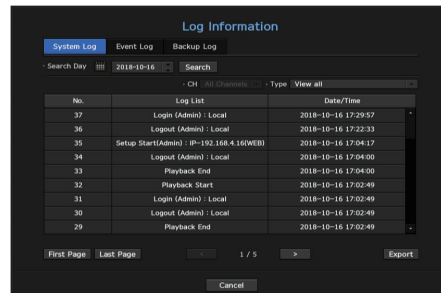 Log Information
System Log Event Log Backup Log
· Search Day 2018-10-16 Search
· CH All Channels · Type View all
No. Log List Date/Time
37 Login (Admin) : Local 2018-10-16 17:29:57
36 Logout (Admin) : Local 2018-10-16 17:22:33
35 Setup Start(Admin) : IP-192.168.4.16(WEB) 2018-10-16 17:04:17
34 Logout (Admin) : Local 2018-10-16 17:04:00
33 Playback End 2018-10-16 17:04:00
32 Playback Start 2018-10-16 17:02:49
31 Login (Admin) : Local 2018-10-16 17:02:49
30 Logout (Admin) : Local 2018-10-16 17:02:49
29 Playback End 2018-10-16 17:02:49
First Page Last Page < 1 / 5 > Export
Cancel